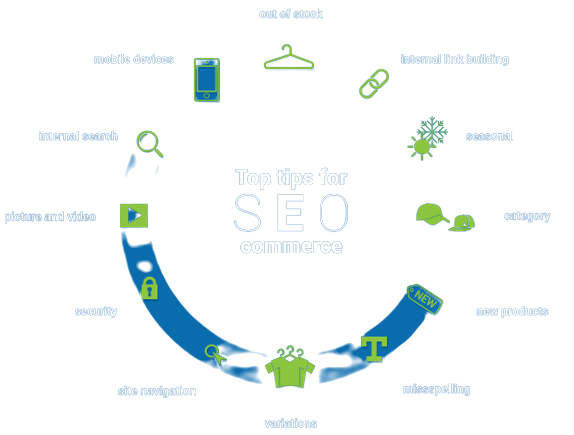 out of stock
mobile devices
internal link building
internal search
seasonal
Top tips for
SEO
commerce
picture and video
category
NEW
security
new products
T
site navigation
missspelling
variations